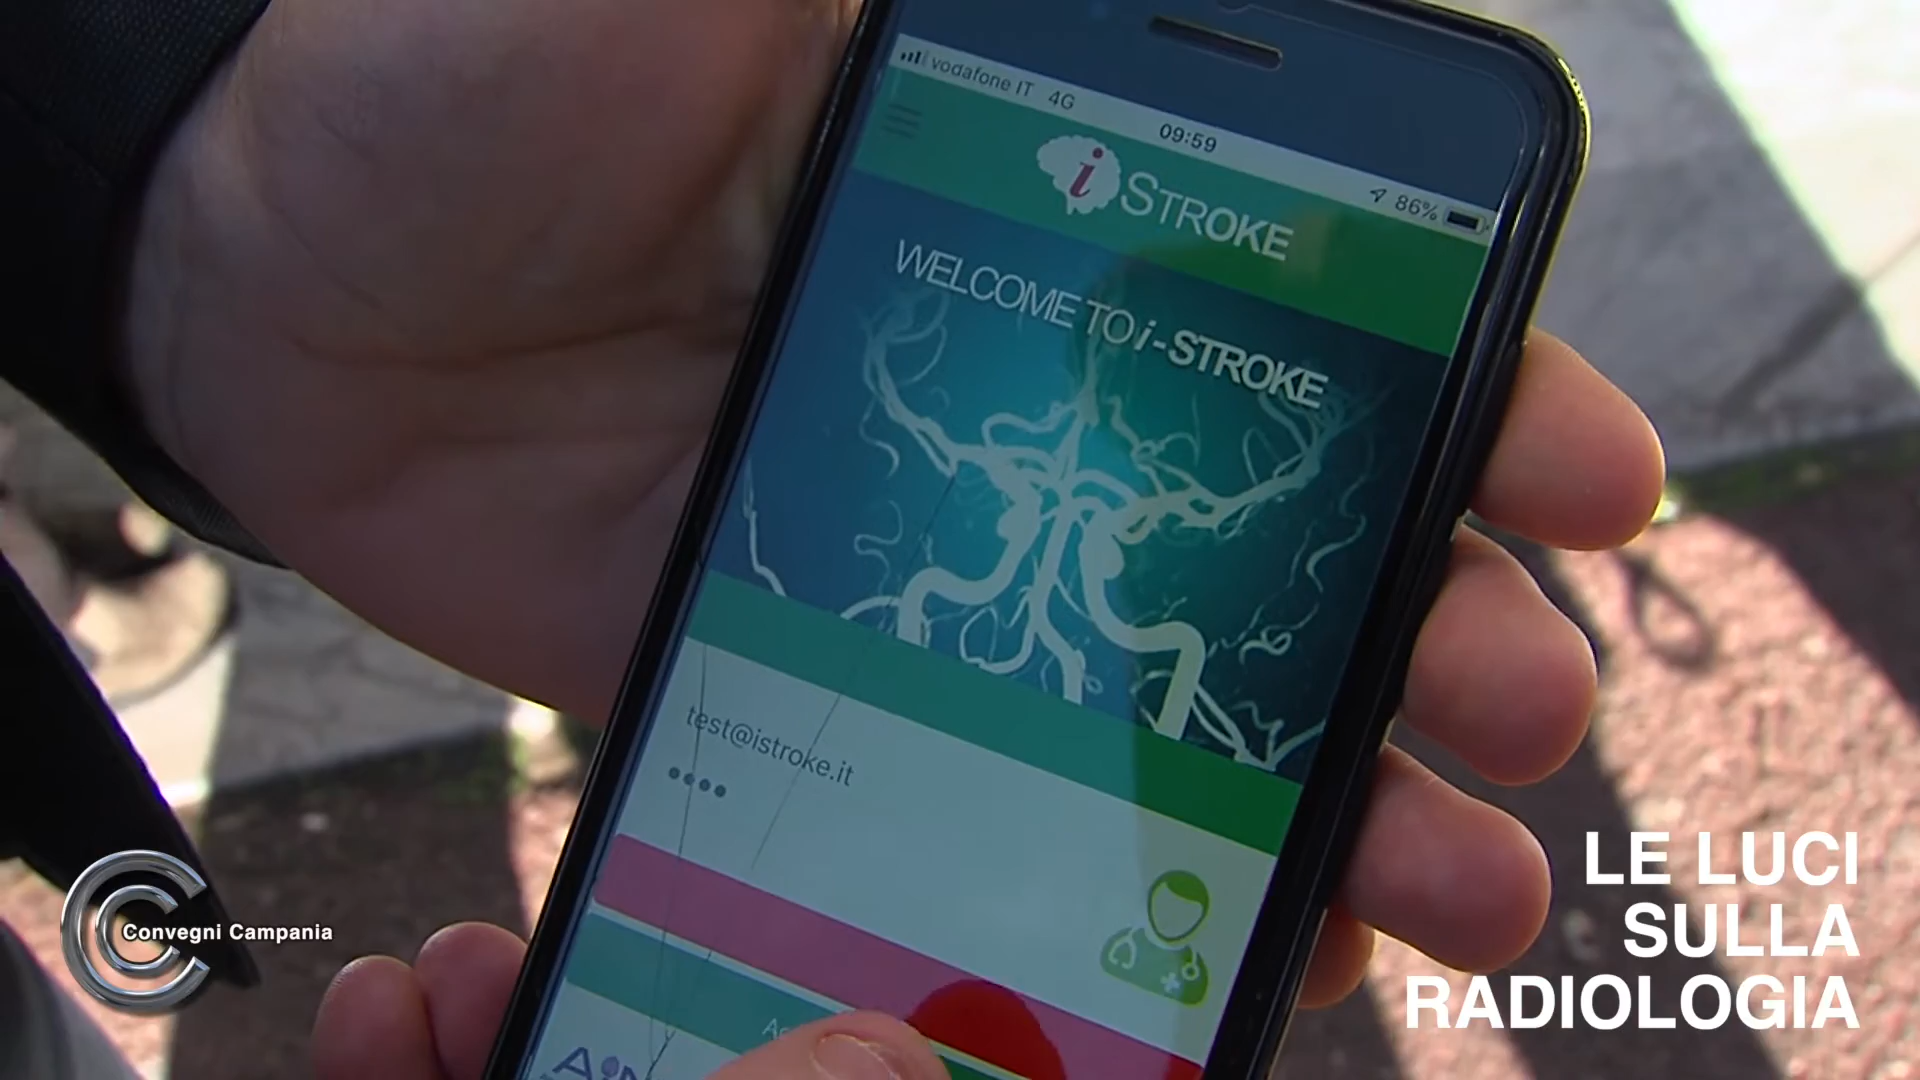 vodafone IT 4G
09:59
86%
i STROKE
WELCOME TO i-STROKE
test@istroke.it
Convegni Campania
LE LUCI
SULLA
RADIOLOGIA